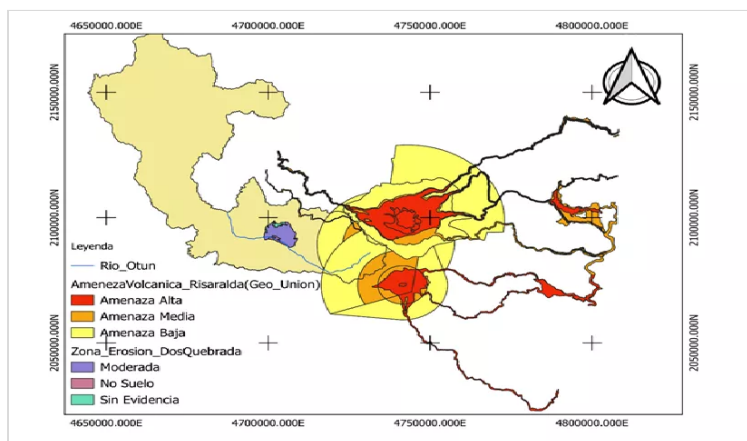 4650000.000E 4700000.000E 4750000.000E 4800000.000E
2150000.000N 2150000.000N
2100000.000N 2100000.000N
Leyenda
Rio_Otun
AmenezaVolcanica_Risaralda(Geo_Union)
Amenaza Alta
Amenaza Media
Amenaza Baja
2050000.000N 2050000.000N
Zona_Erosion_DosQuebrada
Moderada
No Suelo
Sin Evidencia
4650000.000E 4700000.000E 4750000.000E 4800000.000E